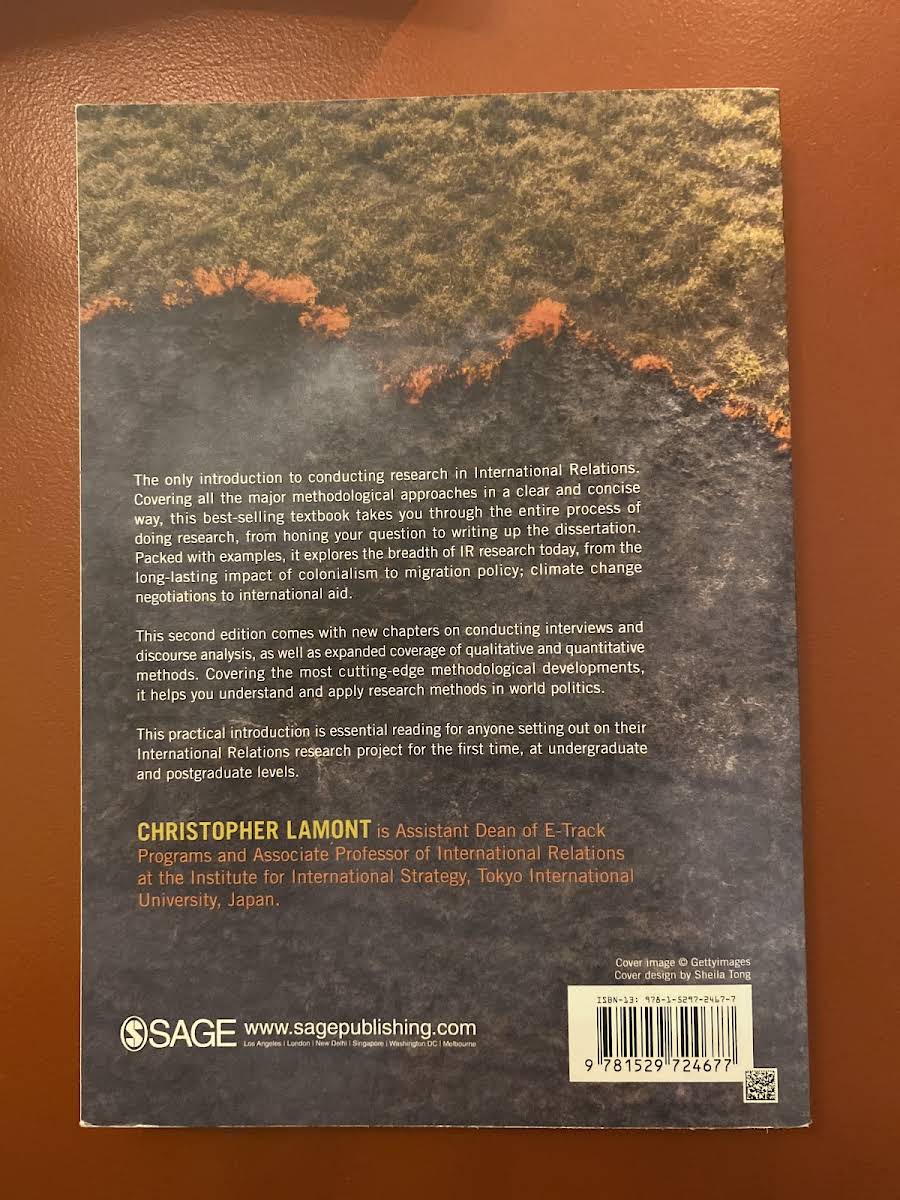 The only introduction to conducting research in International Relations.
Covering all the major methodological approaches in a clear and concise
way, this best-selling textbook takes you through the entire process of
doing research, from honing your question to writing up the dissertation.
Packed with examples, it explores the breadth of IR research today, from the
long-lasting impact of colonialism to migration policy; climate change
negotiations to international aid.
This second edition comes with new chapters on conducting interviews and
discourse analysis, as well as expanded coverage of qualitative and quantitative
methods. Covering the most cutting-edge methodological developments,
it helps you understand and apply research methods in world politics.
This practical introduction is essential reading for anyone setting out on their
International Relations research project for the first time, at undergraduate
and postgraduate levels.
CHRISTOPHER LAMONT is Assistant Dean of E-Track
Programs and Associate Professor of International Relations
at the Institute for International Strategy, Tokyo International
University, Japan.
Cover image © Gettyimages
Cover design by Sheila Tong
ISBN-13: 978-1-5297-2467-7
9 781529 724677
SAGE www.sagepublishing.com
Los Angeles | London | New Delhi | Singapore | Washington DC | Melbourne